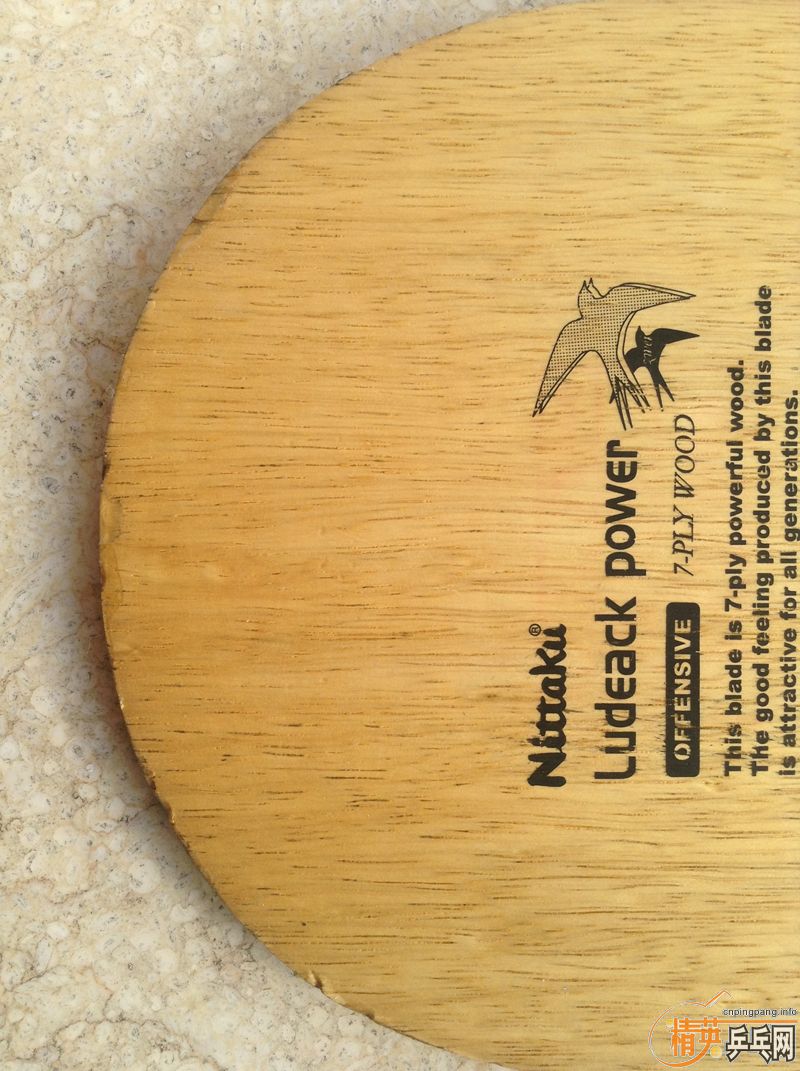 Nittaku®
Ludeack power
OFFENSIVE 7-PLY WOOD
This blade is 7-ply powerful wood.
The good feeling produced by this blade
is attractive for all generations.
cnpingpang.info
精英乒乓网